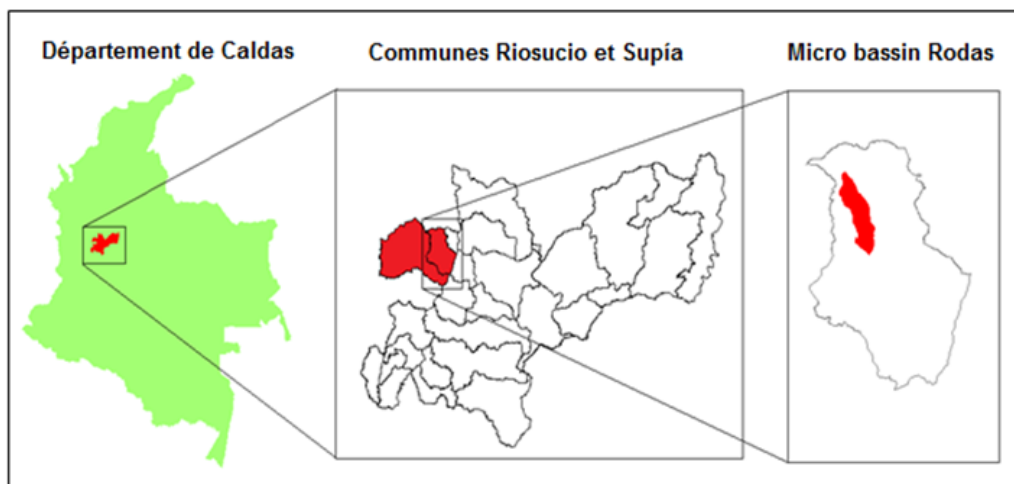 Département de Caldas
Communes Riosucio et Supía
Micro bassin Rodas